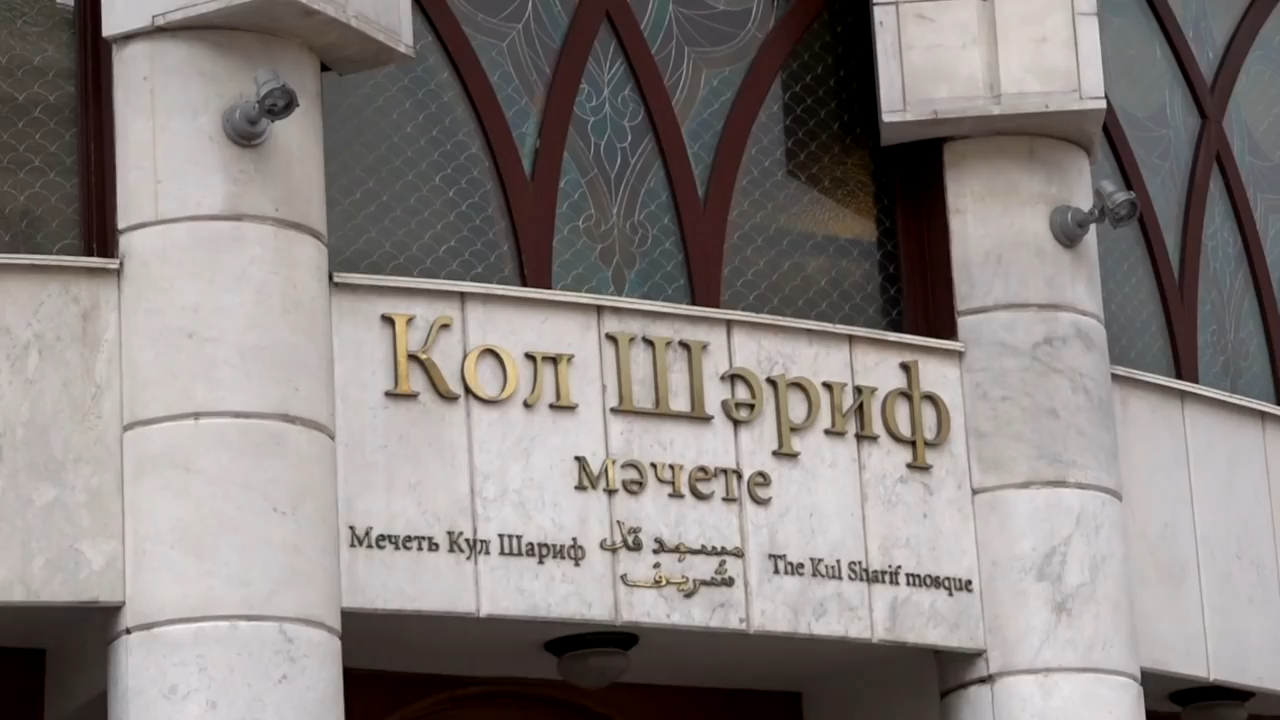 Кол Шәриф
мәчете
Мечеть Кул Шариф
مسجد قل
شريف
The Kul Sharif mosque